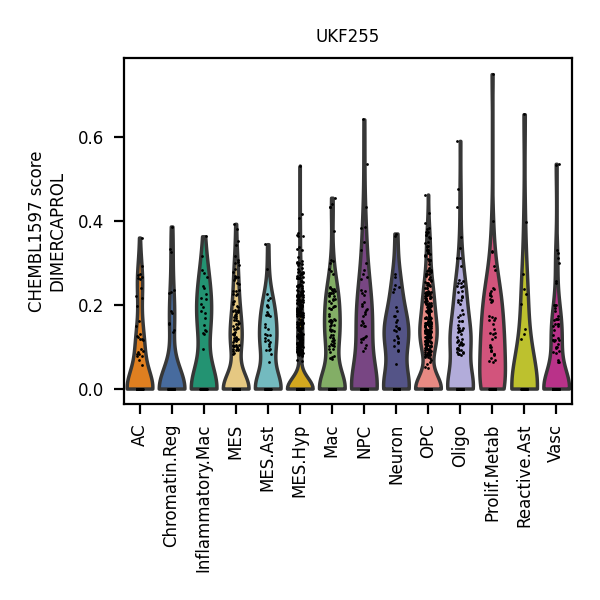 UKF255
CHEMBL1597 score
DIMERCAPROL
0.6
0.4
0.2
0.0
AC
Chromatin.Reg
Inflammatory.Mac
MES
MES.Ast
MES.Hyp
Mac
NPC
Neuron
OPC
Oligo
Prolif.Metab
Reactive.Ast
Vasc